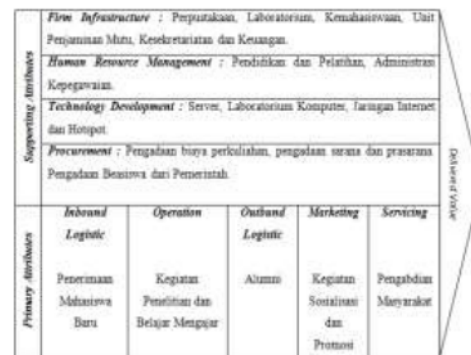 Supporting Attributes
Firm Infrastructure : Perpustakaan, Laboratorium, Kemahasiswaan, Unit
Penjaminan Mutu, Kesekretariatan dan Keuangan.
Human Resource Management : Pendidikan dan Pelatihan, Administrasi
Kepegawaian.
Technology Development : Server, Laboratorium Komputer, Jaringan Internet
dan Hotspot.
Procurement : Pengadaan biaya perkuliahan, pengadaan sarana dan prasarana
Pengadaan Beasiswa dari Pemerintah.
Delivered Value
Primary Attributes
Inbound
Logistic
Penerimaan
Mahasiswa
Baru
Operation
Kegiatan
Penelitian dan
Belajar Mengajar
Outbund
Logistic
Alumni
Marketing
Kegiatan
Sosialisasi
dan
Promosi
Servicing
Pengabdian
Masyarakat